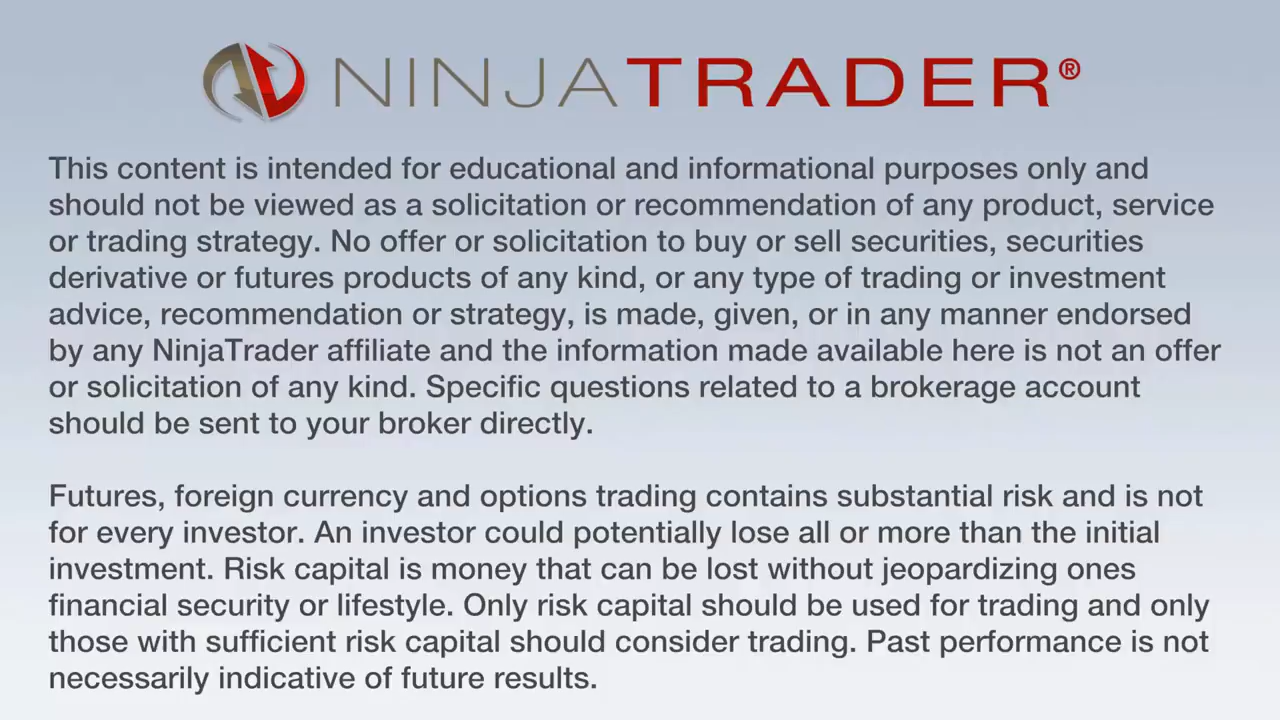 NINJATRADER®
This content is intended for educational and informational purposes only and
should not be viewed as a solicitation or recommendation of any product, service
or trading strategy. No offer or solicitation to buy or sell securities, securities
derivative or futures products of any kind, or any type of trading or investment
advice, recommendation or strategy, is made, given, or in any manner endorsed
by any NinjaTrader affiliate and the information made available here is not an offer
or solicitation of any kind. Specific questions related to a brokerage account
should be sent to your broker directly.
Futures, foreign currency and options trading contains substantial risk and is not
for every investor. An investor could potentially lose all or more than the initial
investment. Risk capital is money that can be lost without jeopardizing ones
financial security or lifestyle. Only risk capital should be used for trading and only
those with sufficient risk capital should consider trading. Past performance is not
necessarily indicative of future results.